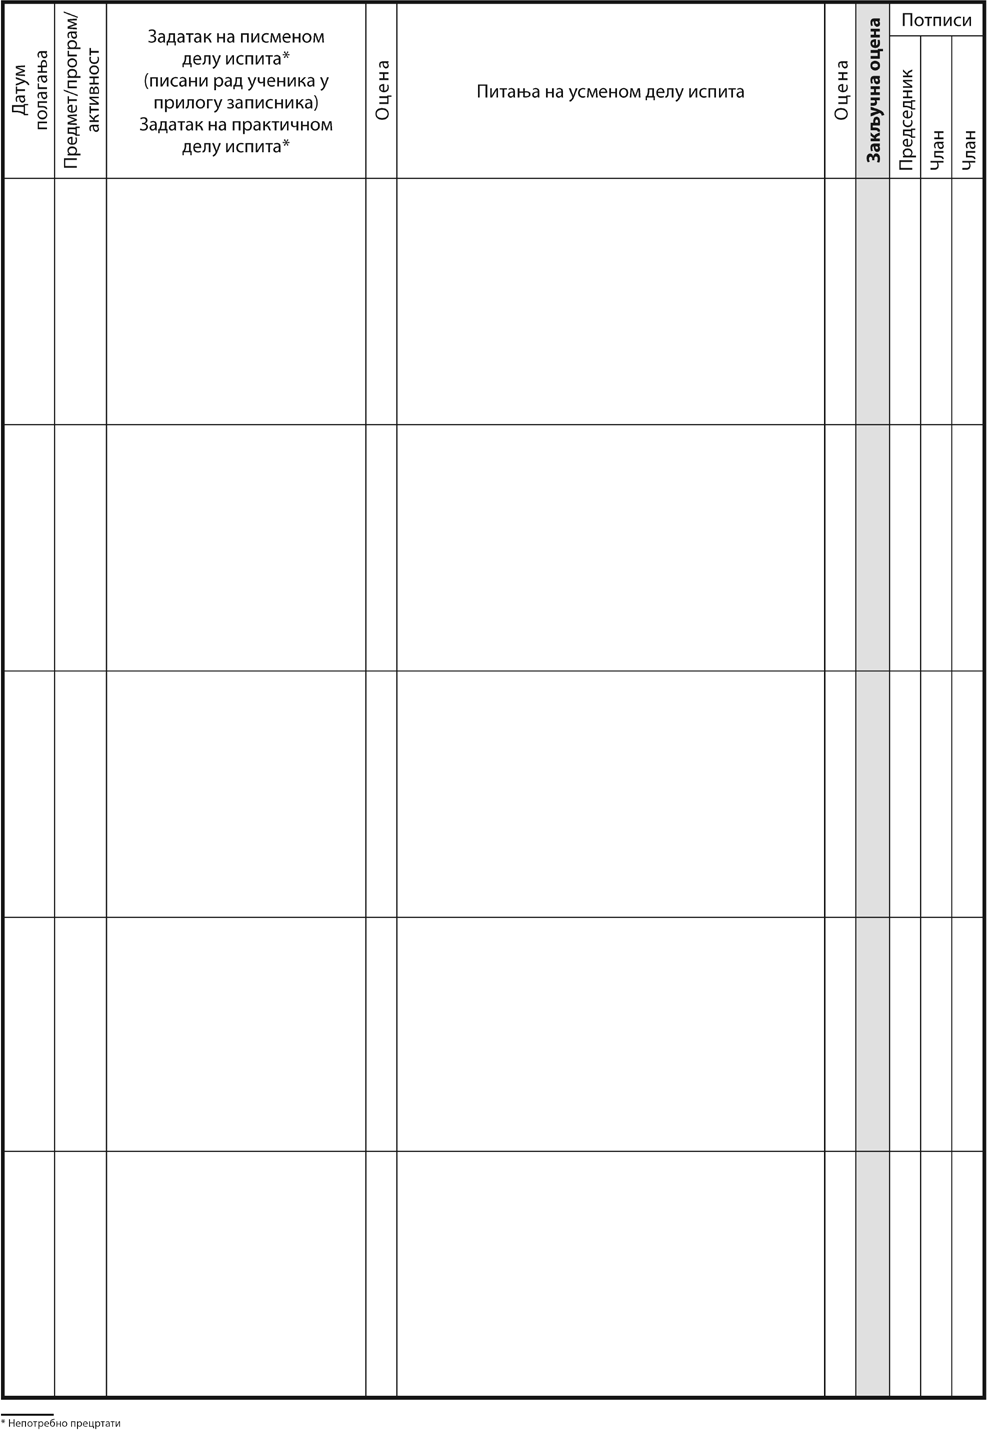 Датум
полагања
Предмет/програм/
активност
Задатак на писменом
делу испита*
(писани рад ученика у
прилогу записника)
Задатак на практичном
делу испита*
Оцена
Питања на усменом делу испита
Оцена
Закључна оцена
Потписи
Председник
Члан
Члан
* Непотребно прецртати